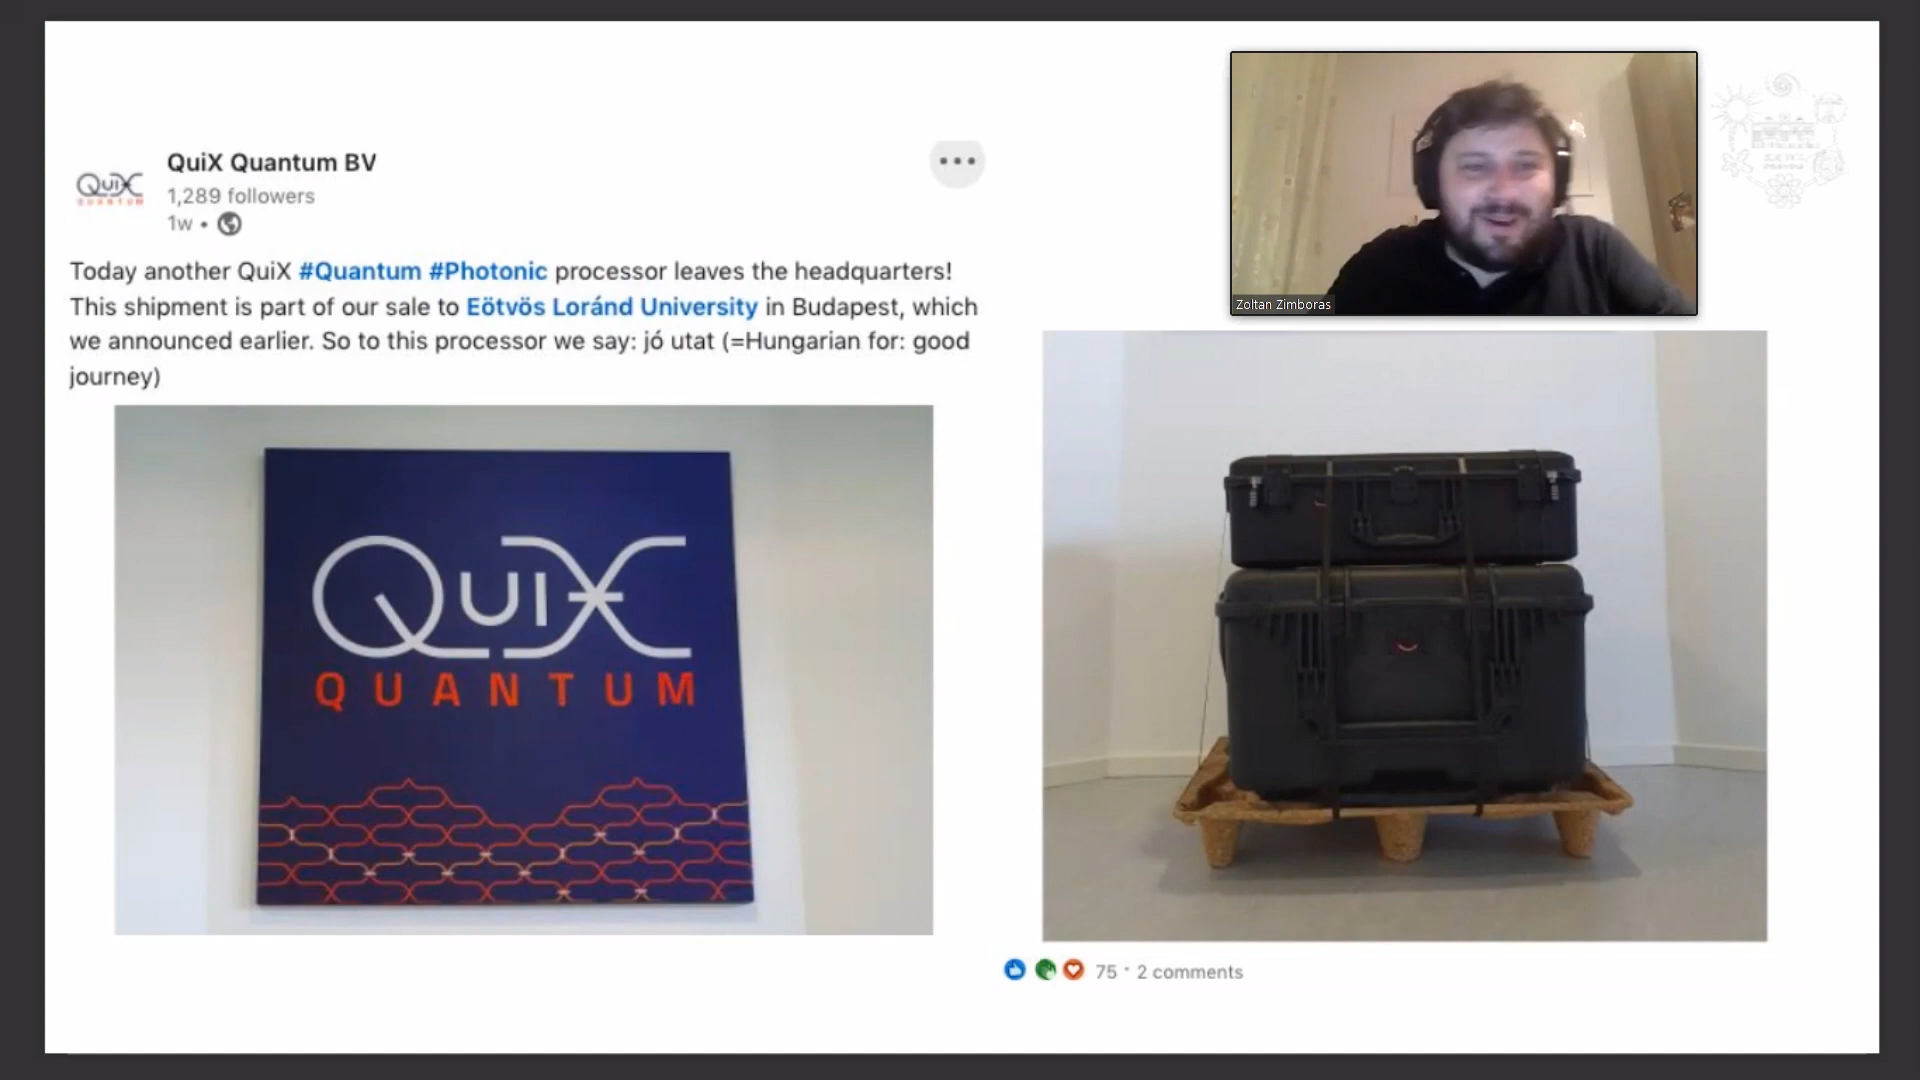 QuiX Quantum BV
1,289 followers
1w •
QuiX
QUANTUM
Today another QuiX #Quantum #Photonic processor leaves the headquarters!
This shipment is part of our sale to Eötvös Loránd University in Budapest, which
we announced earlier. So to this processor we say: jó utat (=Hungarian for: good
journey)
Zoltan Zimboras
QuiX
QUANTUM
75 · 2 comments